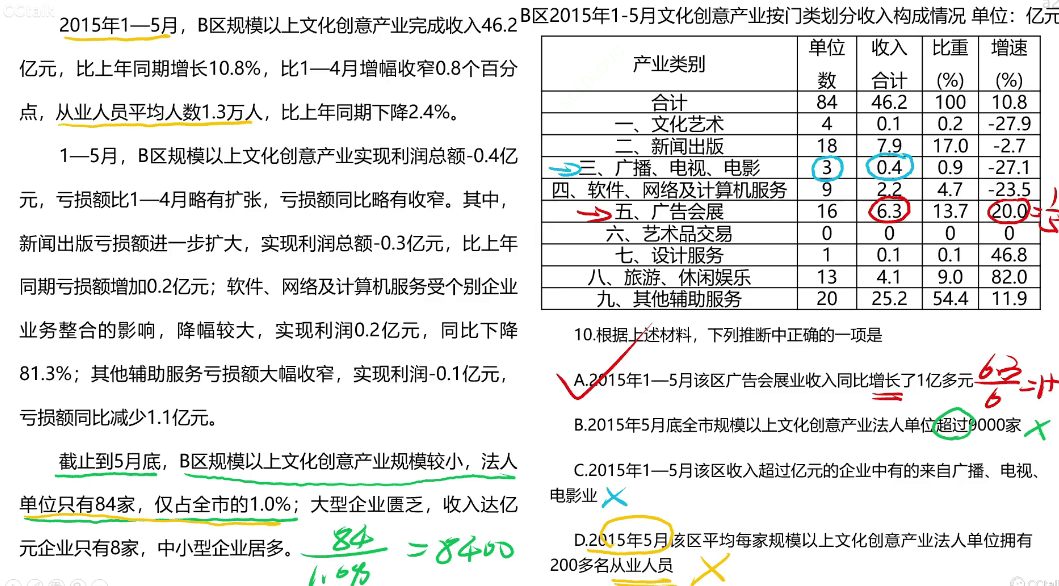 CCtalk
2015年1—5月，B区规模以上文化创意产业完成收入46.2
亿元，比上年同期增长10.8%，比1—4月增幅收窄0.8个百分
点，从业人员平均人数1.3万人，比上年同期下降2.4%。
1—5月，B区规模以上文化创意产业实现利润总额-0.4亿
元，亏损额比1—4月略有扩张，亏损额同比略有收窄。其中，
新闻出版亏损额进一步扩大，实现利润总额-0.3亿元，比上年
同期亏损额增加0.2亿元；软件、网络及计算机服务受个别企业
业务整合的影响，降幅较大，实现利润0.2亿元，同比下降
81.3%；其他辅助服务亏损额大幅收窄，实现利润-0.1亿元，
亏损额同比减少1.1亿元。
截止到5月底，B区规模以上文化创意产业规模较小，法人
单位只有84家，仅占全市的1.0%；大型企业匮乏，收入达亿
元企业只有8家，中小型企业居多。
84
1.0% =8400
B区2015年1-5月文化创意产业按门类划分收入构成情况 单位：亿元
产业类别 单位数 收入合计 比重(%) 增速(%)
合计 84 46.2 100 10.8
一、文化艺术 4 0.1 0.2 -27.9
二、新闻出版 18 7.9 17.0 -2.7
三、广播、电视、电影 3 0.4 0.9 -27.1
四、软件、网络及计算机服务 9 2.2 4.7 -23.5
五、广告会展 16 6.3 13.7 20.0 =1/5
六、艺术品交易 0 0 0 0
七、设计服务 1 0.1 0.1 46.8
八、旅游、休闲娱乐 13 4.1 9.0 82.0
九、其他辅助服务 20 25.2 54.4 11.9
10.根据上述材料，下列推断中正确的一项是
A.2015年1—5月该区广告会展业收入同比增长了1亿多元 6.3/6 =1+
B.2015年5月底全市规模以上文化创意产业法人单位超过9000家
C.2015年1—5月该区收入超过亿元的企业中有的来自广播、电视、
电影业
D.2015年5月该区平均每家规模以上文化创意产业法人单位拥有
200多名从业人员
CCtalk